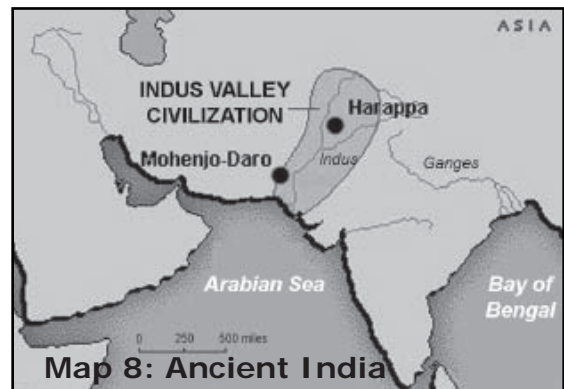 ASIA
INDUS VALLEY
CIVILIZATION
Harappa
Mohenjo-Daro
Indus
Ganges
Arabian Sea
Bay of
Bengal
0 250 500 miles
Map 8: Ancient India